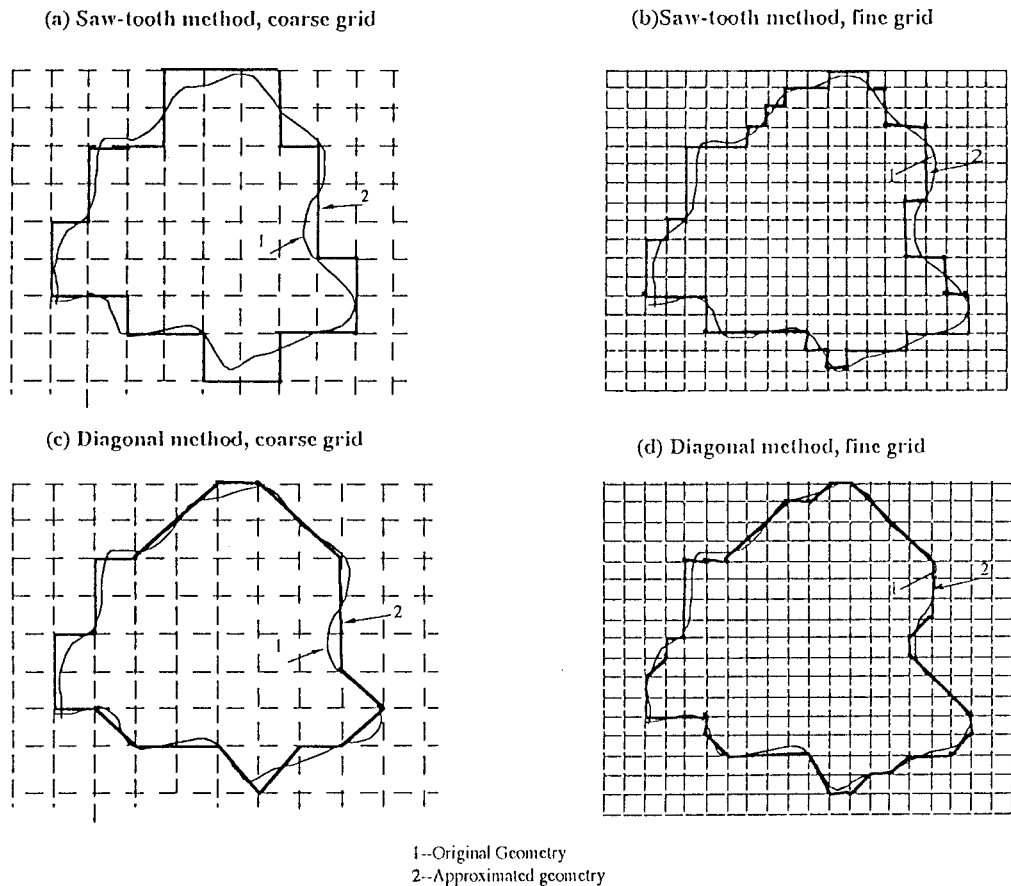 (a) Saw-tooth method, coarse grid
(b)Saw-tooth method, fine grid
2
1
1
2
(c) Diagonal method, coarse grid
(d) Diagonal method, fine grid
2
1
1
2
1--Original Geometry
2--Approximated geometry